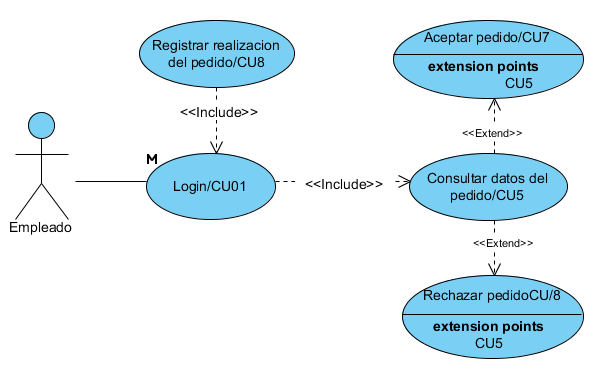 Registrar realizacion
del pedido/CU8
Aceptar pedido/CU7
extension points
CU5
<<Include>>
<<Extend>>
M
Login/CU01
<<Include>>
Consultar datos del
pedido/CU5
Empleado
<<Extend>>
Rechazar pedidoCU/8
extension points
CU5